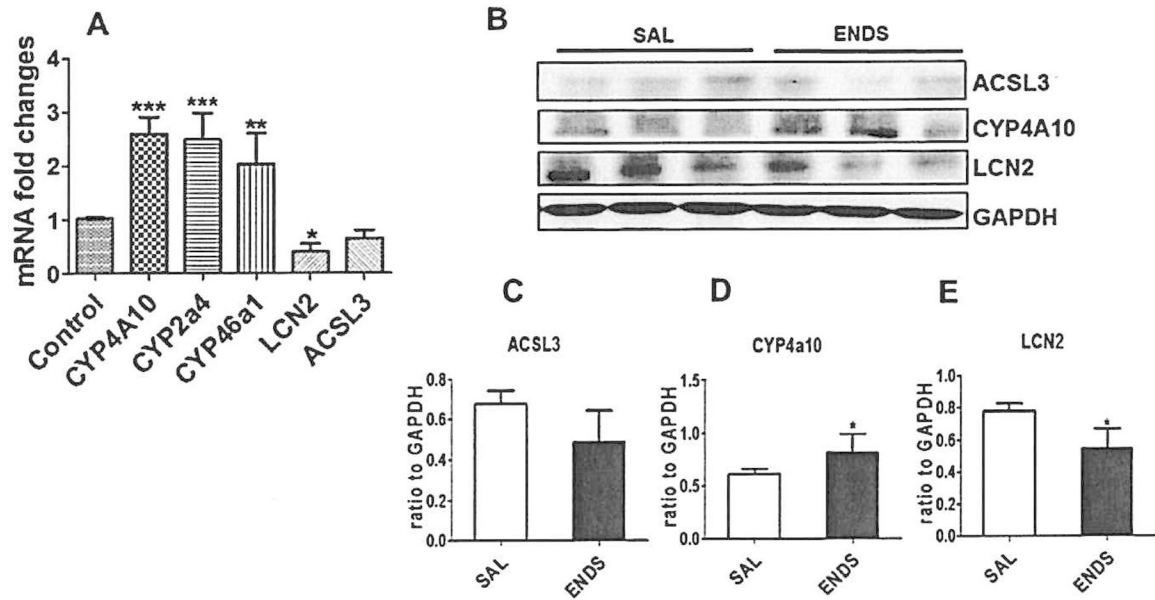 A
mRNA fold changes
4
3
2
1
0
***
***
**
*
Control
CYP4A10
CYP2a4
CYP46a1
LCN2
ACSL3
B
SAL ENDS
ACSL3
CYP4A10
LCN2
GAPDH
C
ACSL3
ratio to GAPDH
0.8
0.6
0.4
0.2
0.0
SAL
ENDS
D
CYP4a10
ratio to GAPDH
1.5
1.0
0.5
0.0
*
SAL
ENDS
E
LCN2
ratio to GAPDH
1.0
0.8
0.6
0.4
0.2
0.0
*
SAL
ENDS